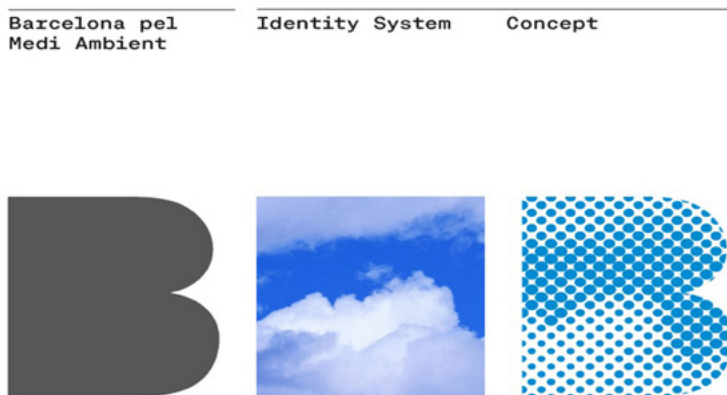 Barcelona pel
Medi Ambient
Identity System
Concept
B
B